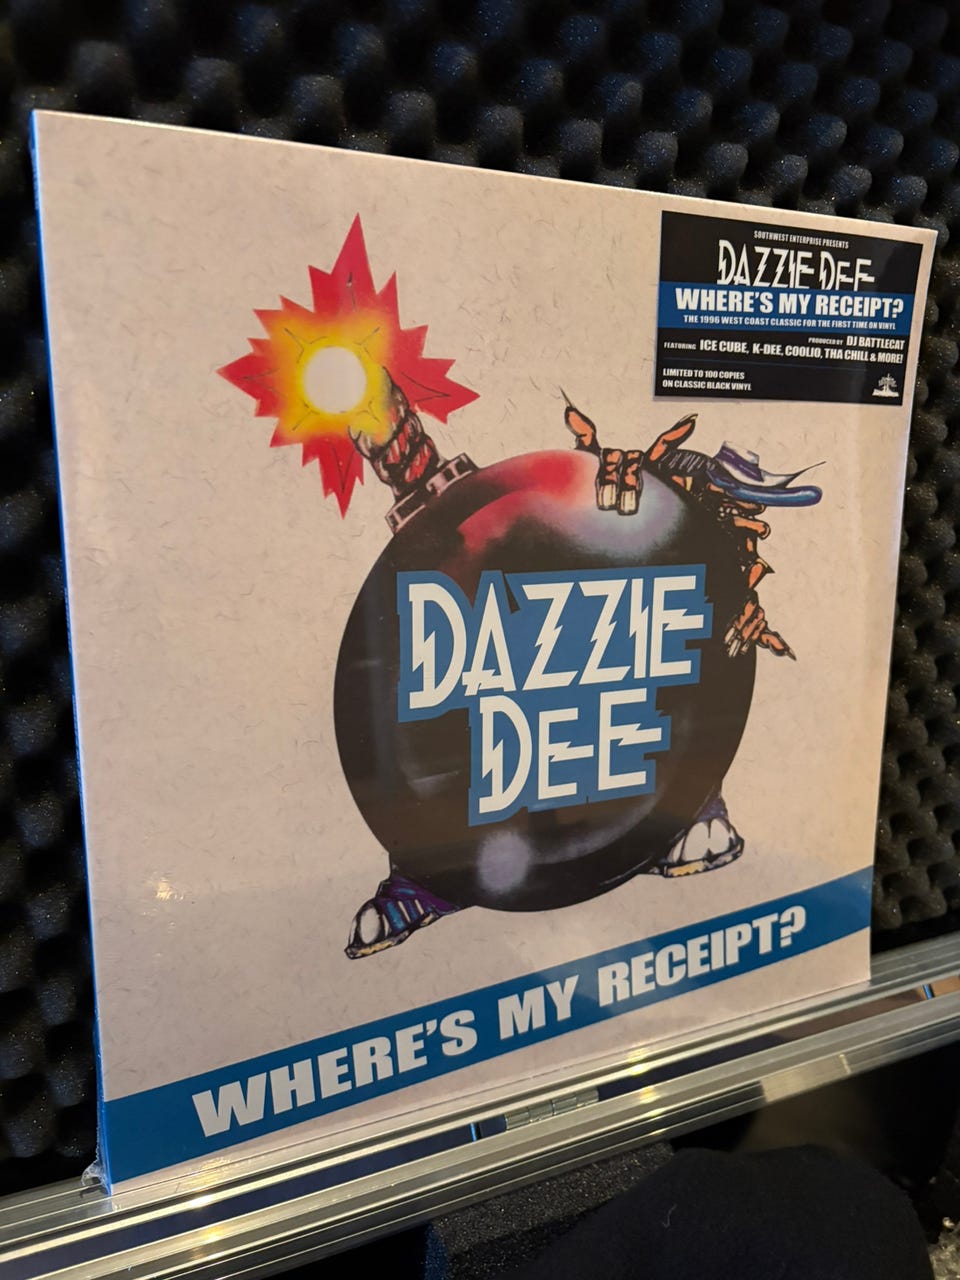 SOUTHWEST ENTERPRISE PRESENTS
DAZZIE DEE
WHERE'S MY RECEIPT?
THE 1996 WEST COAST CLASSIC FOR THE FIRST TIME ON VINYL
PRODUCED BY DJ BATTLECAT
FEATURING ICE CUBE, K-DEE, COOLIO, THA CHILL & MORE!
LIMITED TO 100 COPIES
ON CLASSIC BLACK VINYL
DAZZIE
DEE
WHERE'S MY RECEIPT?